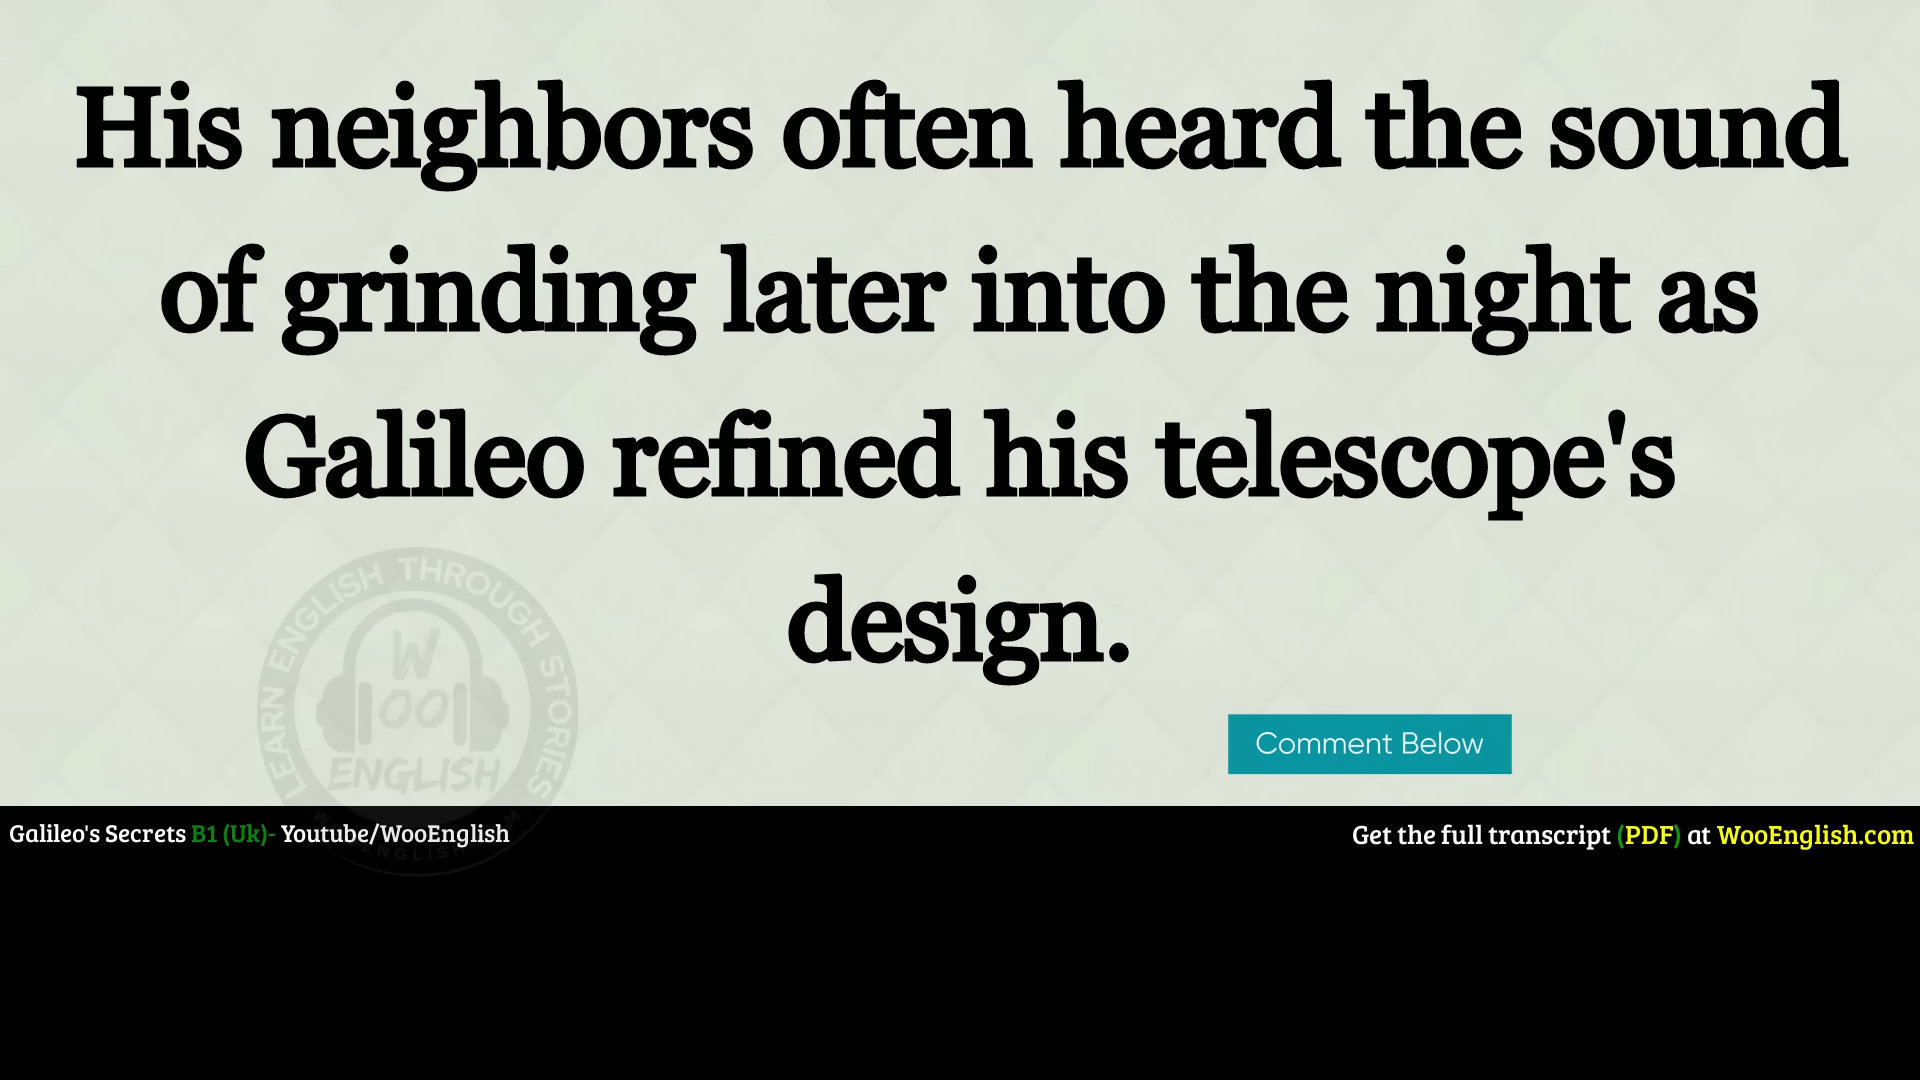 His neighbors often heard the sound
of grinding later into the night as
Galileo refined his telescope's
design.
LEARN ENGLISH THROUGH STORIES
W
OO
ENGLISH
Comment Below
Galileo's Secrets B1 (Uk)- Youtube/WooEnglish
Get the full transcript (PDF) at WooEnglish.com